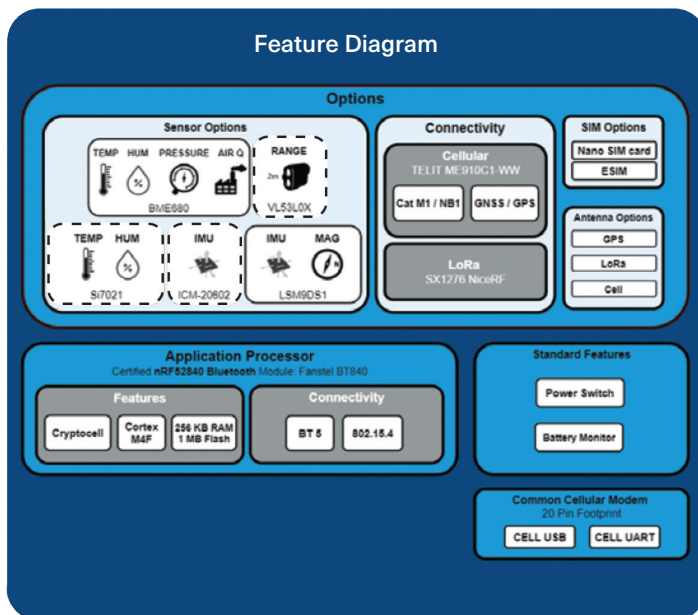 Feature Diagram
Options
Sensor Options
TEMP HUM PRESSURE AIR Q
%
BME680
RANGE
2m
VL53L0X
TEMP HUM
%
Si7021
IMU
ICM-20602
IMU MAG
N
LSM9DS1
Connectivity
Cellular
TELIT ME910C1-WW
Cat M1 / NB1
GNSS / GPS
LoRa
SX1276 NiceRF
SIM Options
Nano SIM card
ESIM
Antenna Options
GPS
LoRa
Cell
Application Processor
Certified nRF52840 Bluetooth Module: Fanstel BT840
Features
Cryptocell
Cortex
M4F
256 KB RAM
1 MB Flash
Connectivity
BT 5
802.15.4
Standard Features
Power Switch
Battery Monitor
Common Cellular Modem
20 Pin Footprint
CELL USB
CELL UART